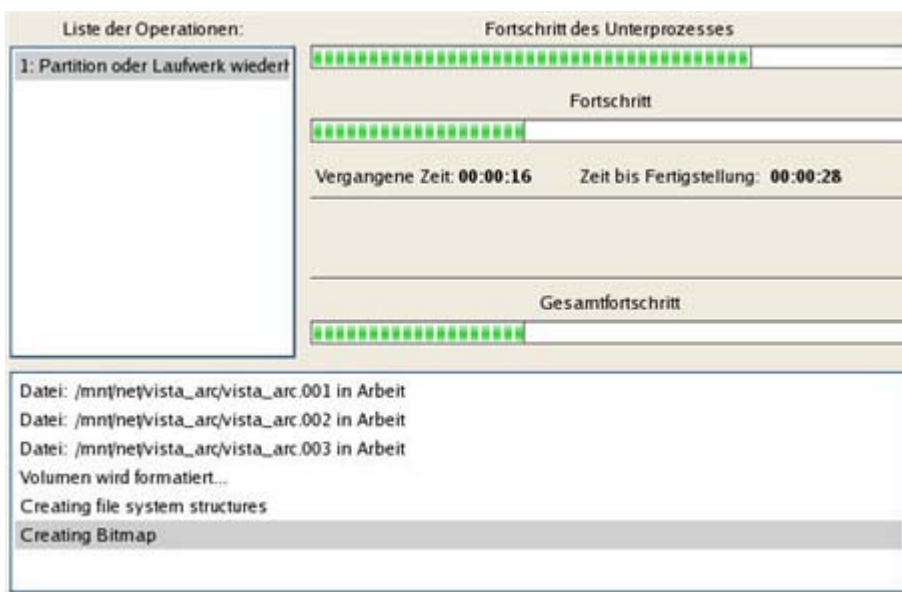 Liste der Operationen:
1: Partition oder Laufwerk wiederh
Fortschritt des Unterprozesses
Fortschritt
Vergangene Zeit: 00:00:16 Zeit bis Fertigstellung: 00:00:28
Gesamtfortschritt
Datei: /mnt/net/vista_arc/vista_arc.001 in Arbeit
Datei: /mnt/net/vista_arc/vista_arc.002 in Arbeit
Datei: /mnt/net/vista_arc/vista_arc.003 in Arbeit
Volumen wird formatiert...
Creating file system structures
Creating Bitmap